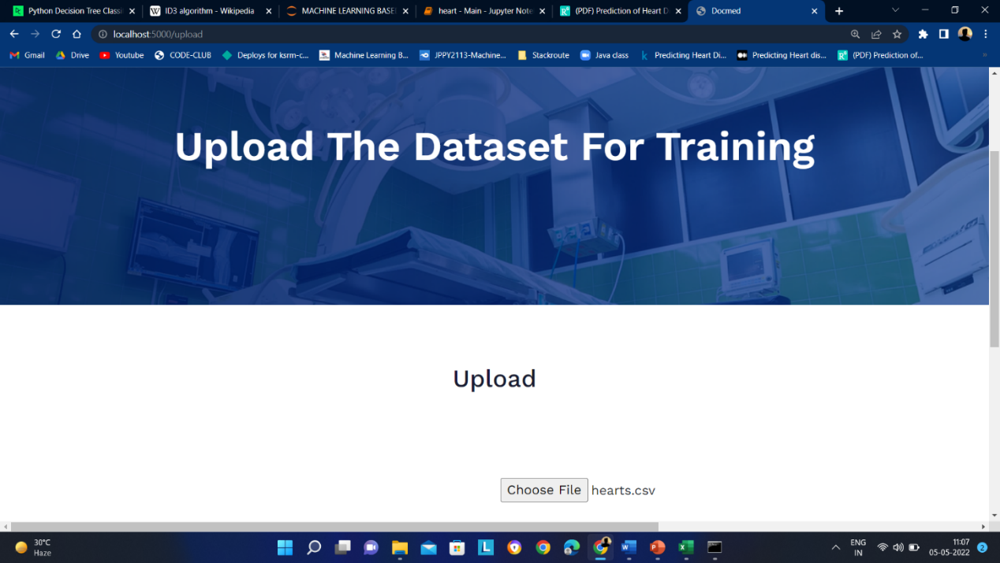 Python Decision Tree Classi
ID3 algorithm - Wikipedia
MACHINE LEARNING BASE
heart - Main - Jupyter Note
(PDF) Prediction of Heart D
Docmed
localhost:5000/upload
Gmail
Drive
Youtube
CODE-CLUB
Deploys for ksrm-c...
Machine Learning B...
JPPY2113-Machine...
Stackroute
Java class
Predicting Heart Di...
Predicting Heart dis...
(PDF) Prediction of...
Upload The Dataset For Training
Upload
Choose File hearts.csv
30°C
Haze
ENG
IN
11:07
05-05-2022
2